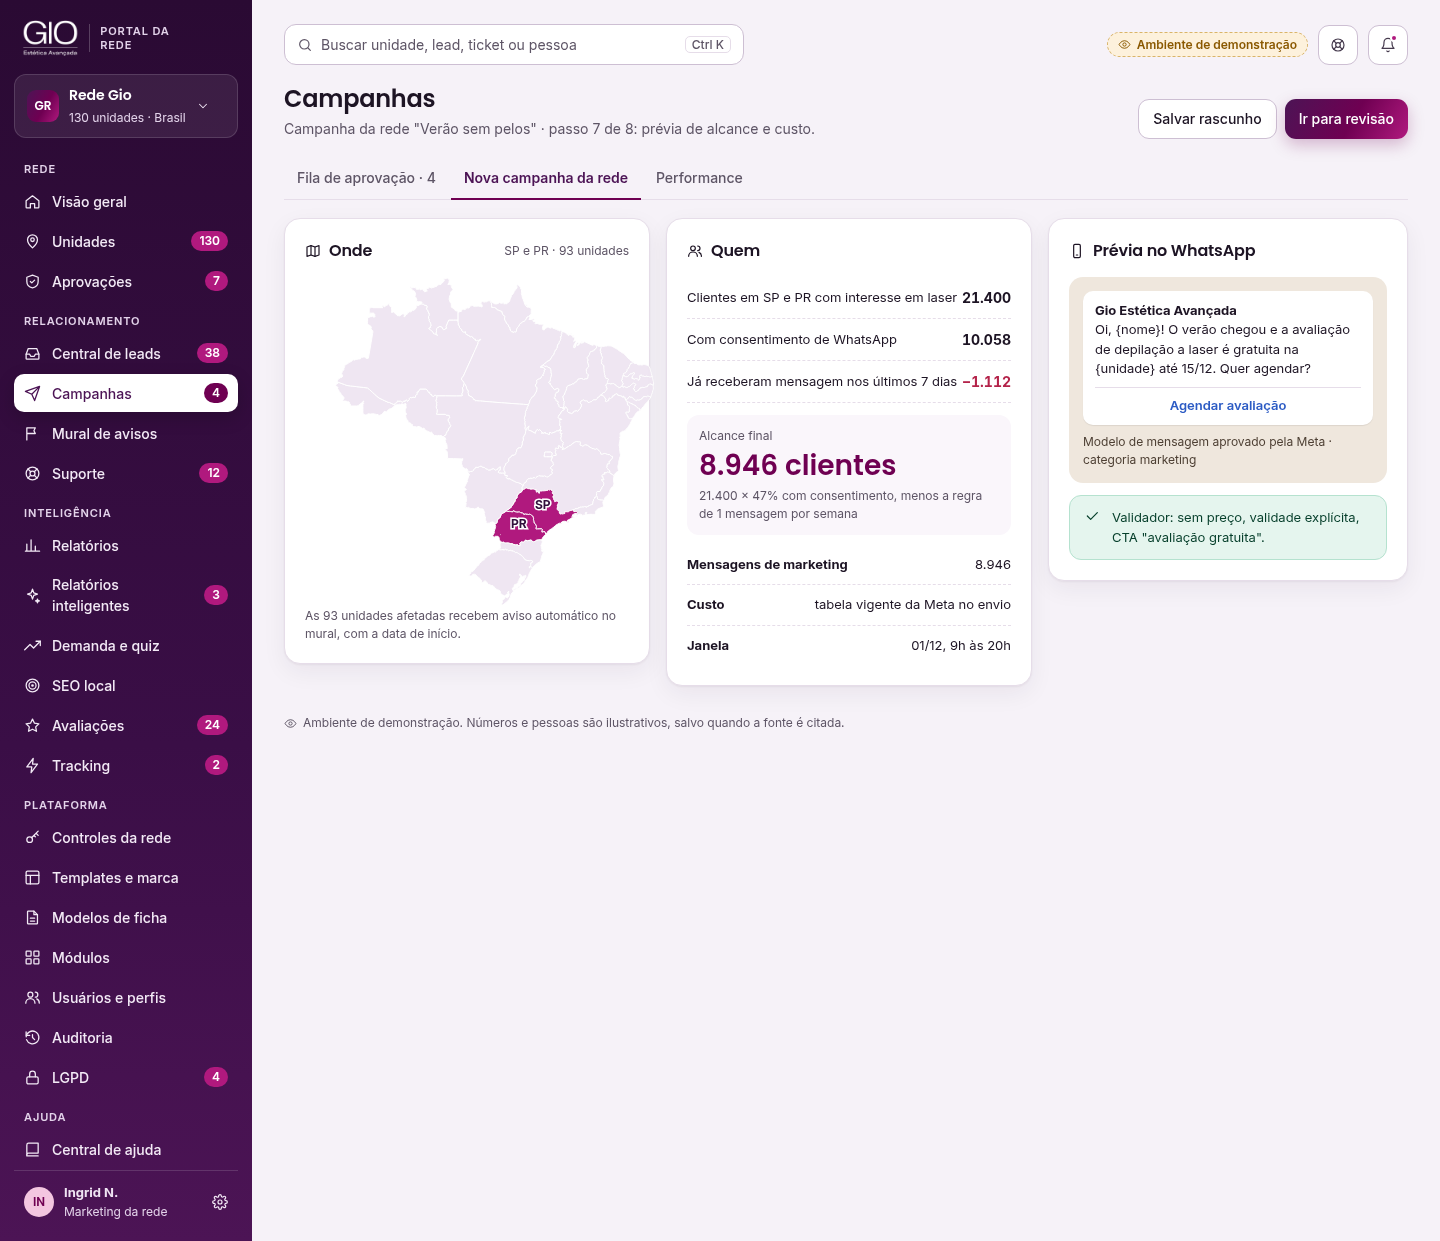 GIO
Estética Avançada
PORTAL DA
REDE
GR
Rede Gio
130 unidades · Brasil
REDE
Visão geral
Unidades 130
Aprovações 7
RELACIONAMENTO
Central de leads 38
Campanhas 4
Mural de avisos
Suporte 12
INTELIGÊNCIA
Relatórios
Relatórios
inteligentes 3
Demanda e quiz
SEO local
Avaliações 24
Tracking 2
PLATAFORMA
Controles da rede
Templates e marca
Modelos de ficha
Módulos
Usuários e perfis
Auditoria
LGPD 4
AJUDA
Central de ajuda
IN
Ingrid N.
Marketing da rede
Buscar unidade, lead, ticket ou pessoa Ctrl K
Ambiente de demonstração
Campanhas
Campanha da rede "Verão sem pelos" · passo 7 de 8: prévia de alcance e custo.
Salvar rascunho
Ir para revisão
Fila de aprovação · 4
Nova campanha da rede
Performance
Onde
SP e PR · 93 unidades
SP
PR
As 93 unidades afetadas recebem aviso automático no
mural, com a data de início.
Quem
Clientes em SP e PR com interesse em laser 21.400
Com consentimento de WhatsApp 10.058
Já receberam mensagem nos últimos 7 dias −1.112
Alcance final
8.946 clientes
21.400 × 47% com consentimento, menos a regra
de 1 mensagem por semana
Mensagens de marketing 8.946
Custo tabela vigente da Meta no envio
Janela 01/12, 9h às 20h
Prévia no WhatsApp
Gio Estética Avançada
Oi, {nome}! O verão chegou e a avaliação
de depilação a laser é gratuita na
{unidade} até 15/12. Quer agendar?
Agendar avaliação
Modelo de mensagem aprovado pela Meta ·
categoria marketing
Validador: sem preço, validade explícita,
CTA "avaliação gratuita".
Ambiente de demonstração. Números e pessoas são ilustrativos, salvo quando a fonte é citada.